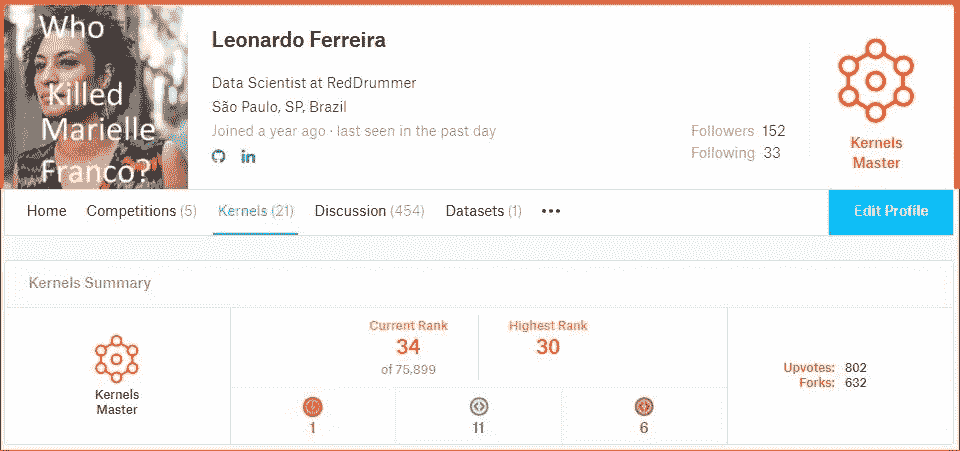 Who
Killed
Marielle
Franco?
Leonardo Ferreira
Data Scientist at RedDrummer
São Paulo, SP, Brazil
Joined a year ago · last seen in the past day
Followers 152
Following 33
Kernels
Master
Home Competitions (5) Kernels (21) Discussion (454) Datasets (1) •••
Edit Profile
Kernels Summary
Kernels
Master
Current Rank
34
of 75,899
Highest Rank
30
1
11
6
Upvotes: 802
Forks: 632